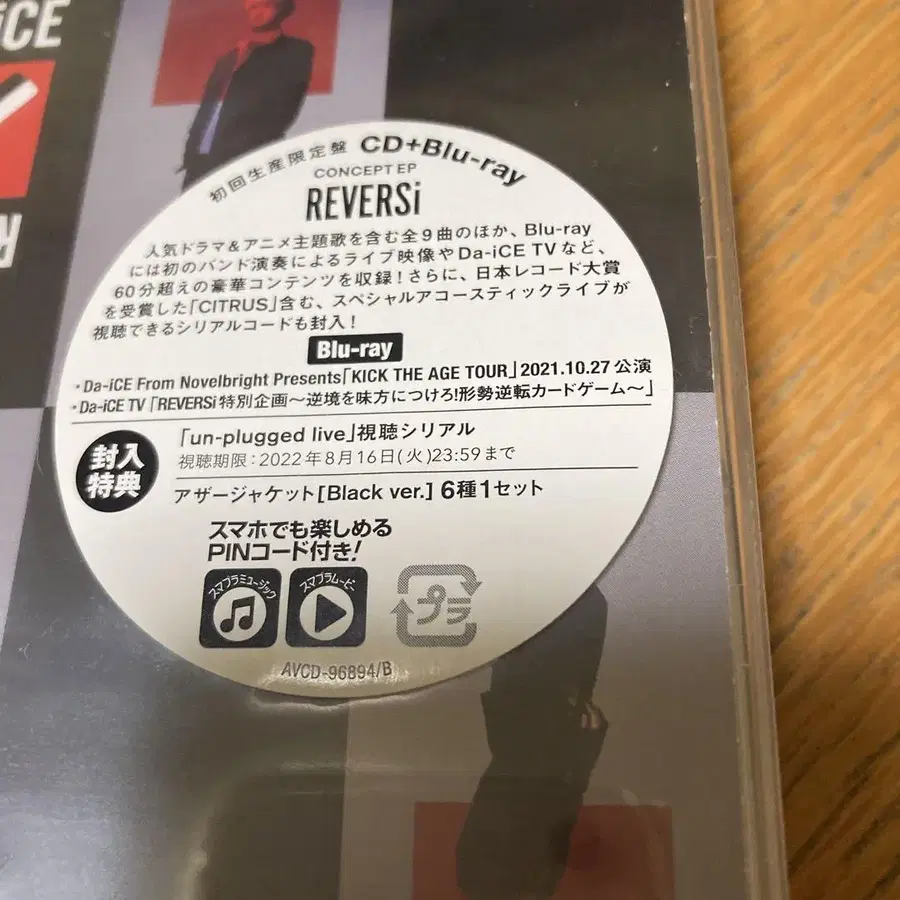 iCE
初回生産限定盤 CD+Blu-ray
CONCEPT EP
REVERSi
人気ドラマ&アニメ主題歌を含む全9曲のほか、Blu-ray
には初のバンド演奏によるライブ映像やDa-iCE TVなど、
60分超えの豪華コンテンツを収録!さらに、日本レコード大賞
を受賞した「CITRUS」含む、スペシャルアコースティックライブが
視聴できるシリアルコードも封入!
Blu-ray
・Da-iCE From Novelbright Presents「KICK THE AGE TOUR」2021.10.27 公演
・Da-iCE TV「REVERSi特別企画〜逆境を味方につけろ!形勢逆転カードゲーム〜」
封入特典
「un-plugged live」視聴シリアル
視聴期限:2022年8月16日(火)23:59まで
アザージャケット[Black ver.] 6種1セット
スマホでも楽しめる
PINコード付き!
スマプラミュージック
スマプラムービー
プラ
AVCD-96894/B